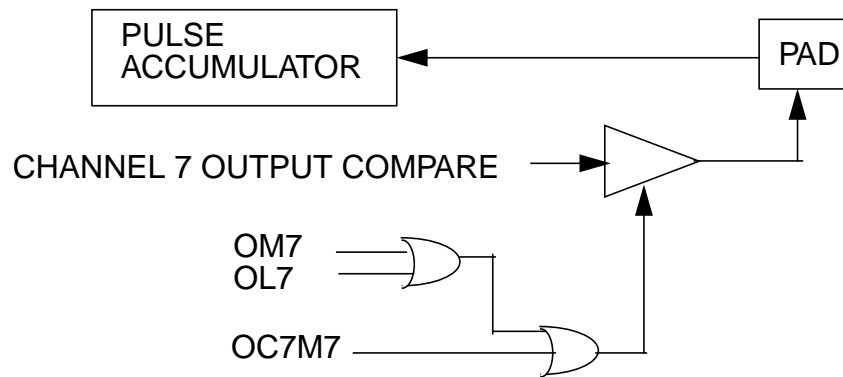 PULSE
ACCUMULATOR
PAD
CHANNEL 7 OUTPUT COMPARE
OM7
OL7
OC7M7